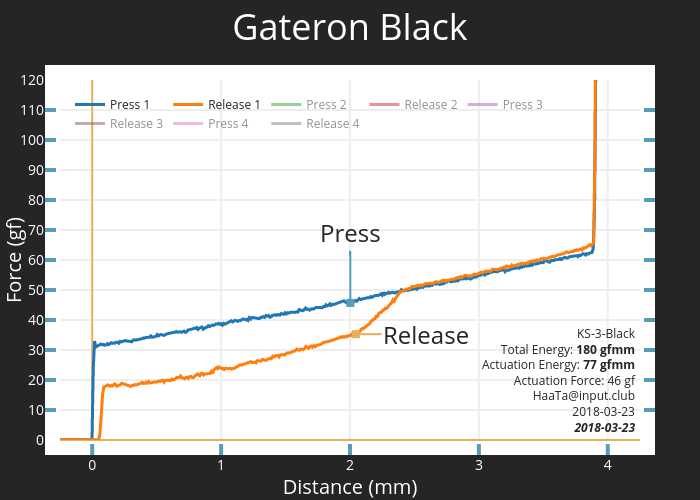 Gateron Black
120
110
100
90
80
70
60
50
40
30
20
10
0
Force (gf)
Press 1 Release 1 Press 2 Release 2 Press 3
Release 3 Press 4 Release 4
Press
Release
KS-3-Black
Total Energy: 180 gfmm
Actuation Energy: 77 gfmm
Actuation Force: 46 gf
HaaTa@input.club
2018-03-23
2018-03-23
0 1 2 3 4
Distance (mm)